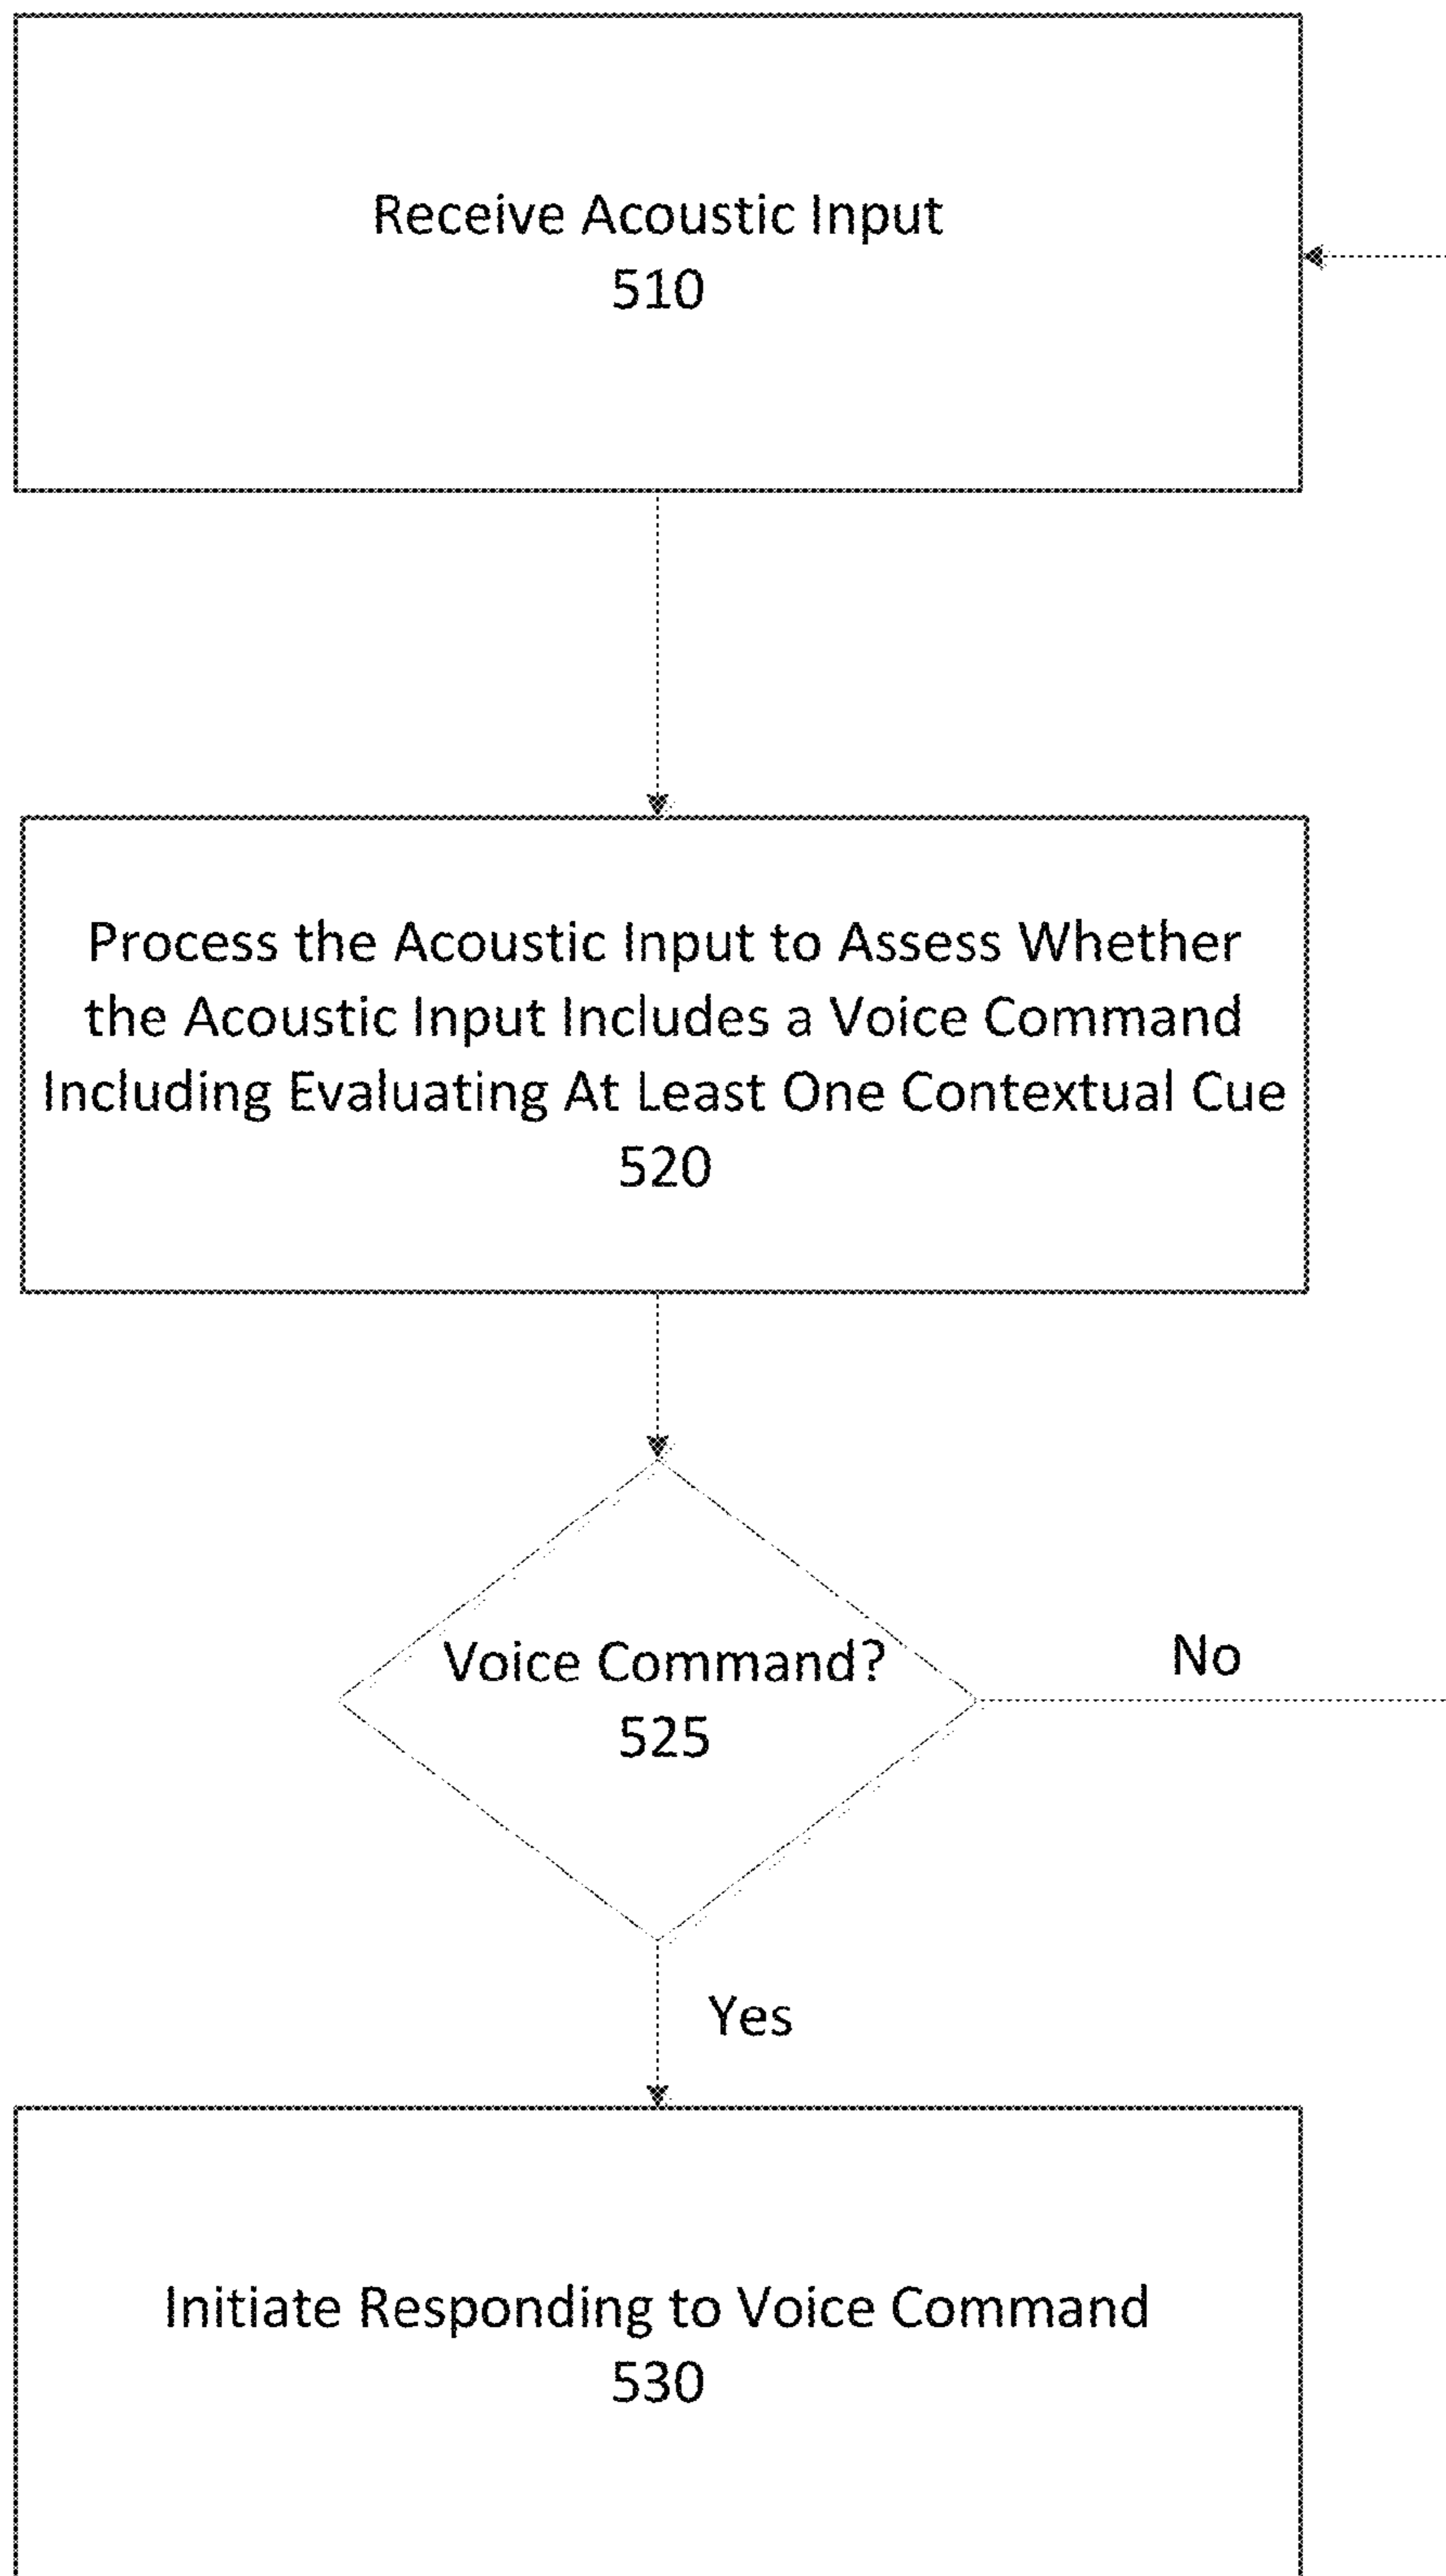 Receive Acoustic Input
510
Process the Acoustic Input to Assess Whether
the Acoustic Input Includes a Voice Command
Including Evaluating At Least One Contextual Cue
520
Voice Command?
525
No
Yes
Initiate Responding to Voice Command
530